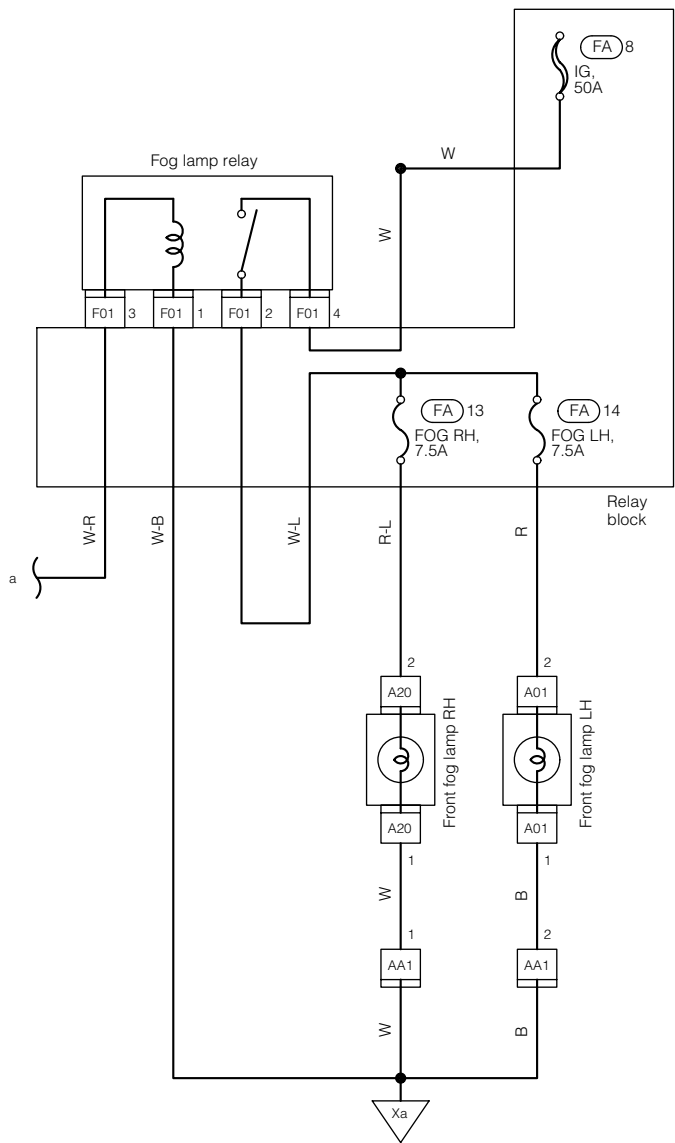 FA 8
IG,
50A
Fog lamp relay
W
W
F01 3
F01 1
F01 2
F01 4
FA 13
FOG RH,
7.5A
FA 14
FOG LH,
7.5A
Relay
block
W-R
W-B
W-L
R-L
R
a
2
2
A20
A01
Front fog lamp RH
Front fog lamp LH
A20
A01
1
1
W
B
1
2
AA1
AA1
W
B
Xa